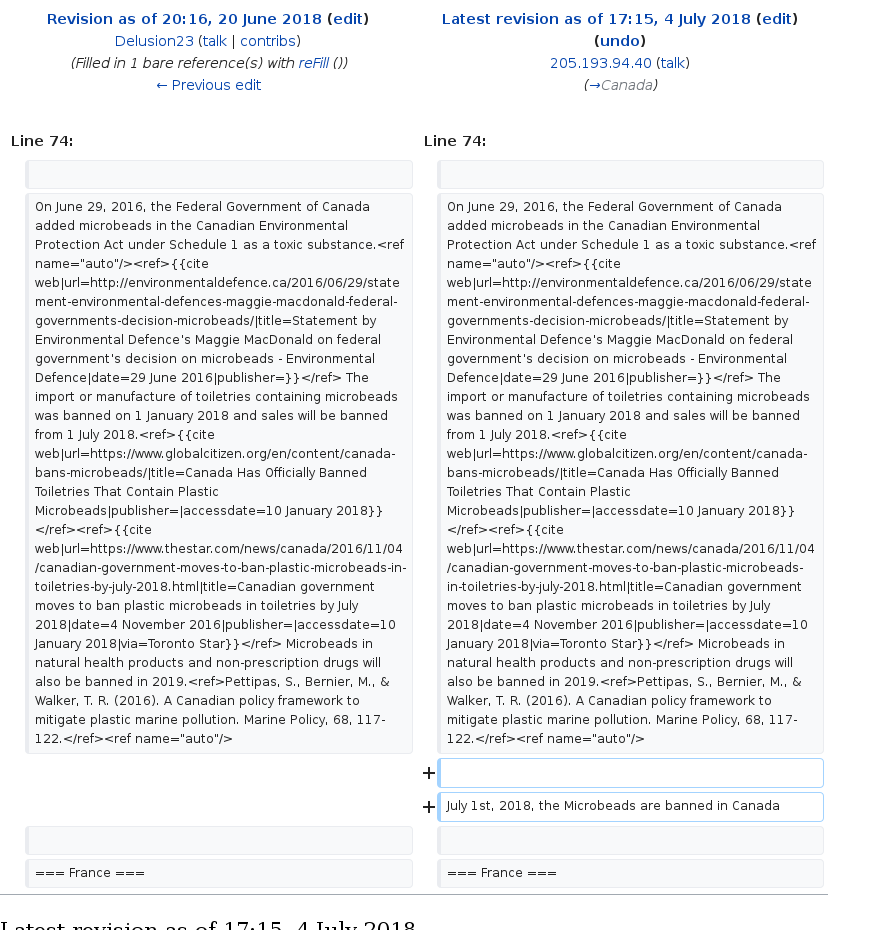 Revision as of 20:16, 20 June 2018 (edit)
Delusion23 (talk | contribs)
(Filled in 1 bare reference(s) with reFill ())
← Previous edit
Latest revision as of 17:15, 4 July 2018 (edit)
(undo)
205.193.94.40 (talk)
(→Canada)
Line 74:
Line 74:
On June 29, 2016, the Federal Government of Canada
added microbeads in the Canadian Environmental
Protection Act under Schedule 1 as a toxic substance.<ref
name="auto"/><ref>{{cite
web|url=http://environmentaldefence.ca/2016/06/29/state
ment-environmental-defences-maggie-macdonald-federal-
governments-decision-microbeads/|title=Statement by
Environmental Defence's Maggie MacDonald on federal
government's decision on microbeads - Environmental
Defence|date=29 June 2016|publisher=}}</ref> The
import or manufacture of toiletries containing microbeads
was banned on 1 January 2018 and sales will be banned
from 1 July 2018.<ref>{{cite
web|url=https://www.globalcitizen.org/en/content/canada-
bans-microbeads/|title=Canada Has Officially Banned
Toiletries That Contain Plastic
Microbeads|publisher=|accessdate=10 January 2018}}
</ref><ref>{{cite
web|url=https://www.thestar.com/news/canada/2016/11/04
/canadian-government-moves-to-ban-plastic-microbeads-in-
toiletries-by-july-2018.html|title=Canadian government
moves to ban plastic microbeads in toiletries by July
2018|date=4 November 2016|publisher=|accessdate=10
January 2018|via=Toronto Star}}</ref> Microbeads in
natural health products and non-prescription drugs will
also be banned in 2019.<ref>Pettipas, S., Bernier, M., &
Walker, T. R. (2016). A Canadian policy framework to
mitigate plastic marine pollution. Marine Policy, 68, 117-
122.</ref><ref name="auto"/>
On June 29, 2016, the Federal Government of Canada
added microbeads in the Canadian Environmental
Protection Act under Schedule 1 as a toxic substance.<ref
name="auto"/><ref>{{cite
web|url=http://environmentaldefence.ca/2016/06/29/state
ment-environmental-defences-maggie-macdonald-federal-
governments-decision-microbeads/|title=Statement by
Environmental Defence's Maggie MacDonald on federal
government's decision on microbeads - Environmental
Defence|date=29 June 2016|publisher=}}</ref> The
import or manufacture of toiletries containing microbeads
was banned on 1 January 2018 and sales will be banned
from 1 July 2018.<ref>{{cite
web|url=https://www.globalcitizen.org/en/content/canada-
bans-microbeads/|title=Canada Has Officially Banned
Toiletries That Contain Plastic
Microbeads|publisher=|accessdate=10 January 2018}}
</ref><ref>{{cite
web|url=https://www.thestar.com/news/canada/2016/11/04
/canadian-government-moves-to-ban-plastic-microbeads-
in-toiletries-by-july-2018.html|title=Canadian government
moves to ban plastic microbeads in toiletries by July
2018|date=4 November 2016|publisher=|accessdate=10
January 2018|via=Toronto Star}}</ref> Microbeads in
natural health products and non-prescription drugs will
also be banned in 2019.<ref>Pettipas, S., Bernier, M., &
Walker, T. R. (2016). A Canadian policy framework to
mitigate plastic marine pollution. Marine Policy, 68, 117-
122.</ref><ref name="auto"/>
+
+ July 1st, 2018, the Microbeads are banned in Canada
=== France ===
=== France ===
Latest revision as of 17:15, 4 July 2018